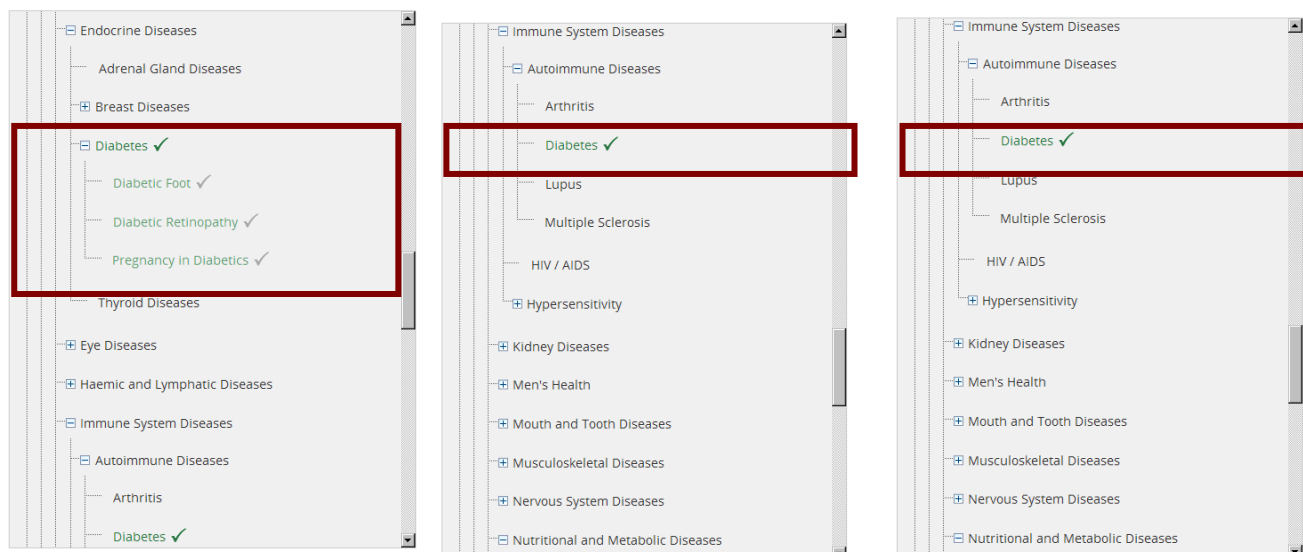 Endocrine Diseases
Adrenal Gland Diseases
Breast Diseases
Diabetes
Diabetic Foot
Diabetic Retinopathy
Pregnancy in Diabetics
Thyroid Diseases
Eye Diseases
Haemic and Lymphatic Diseases
Immune System Diseases
Autoimmune Diseases
Arthritis
Diabetes
Immune System Diseases
Autoimmune Diseases
Arthritis
Diabetes
Lupus
Multiple Sclerosis
HIV / AIDS
Hypersensitivity
Kidney Diseases
Men's Health
Mouth and Tooth Diseases
Musculoskeletal Diseases
Nervous System Diseases
Nutritional and Metabolic Diseases
Immune System Diseases
Autoimmune Diseases
Arthritis
Diabetes
Lupus
Multiple Sclerosis
HIV / AIDS
Hypersensitivity
Kidney Diseases
Men's Health
Mouth and Tooth Diseases
Musculoskeletal Diseases
Nervous System Diseases
Nutritional and Metabolic Diseases